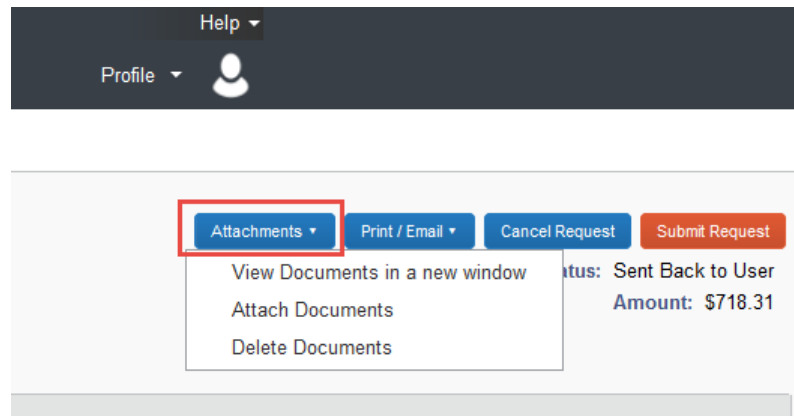 Help
Profile
Attachments Print / Email Cancel Request Submit Request
View Documents in a new window
Attach Documents
Delete Documents
atus: Sent Back to User
Amount: $718.31